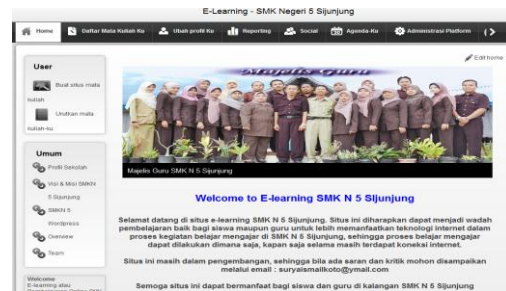 E-Learning - SMK Negeri 5 Sijunjung
Home
Daftar Mata Kuliah Ku
Ubah profil Ku
Reporting
Social
Agenda-Ku
Administrasi Platform
Edit home
User
Buat situs mata
kuliah
Urutkan mata
kuliah-ku
Umum
Profil Sekolah
Visi & Misi SMKN
5 Sijunjung
SMKN 5
Wordpress
Overview
Team
Welcome
E-learning atau
Majelis Guru
Majelis Guru SMK N 5 Sijunjung
Welcome to E-learning SMK N 5 SIjunjung
Selamat datang di situs e-learning SMK N 5 Sijunjung. Situs ini diharapkan dapat menjadi wadah
pembelajaran baik bagi siswa maupun guru untuk lebih memanfaatkan teknologi internet dalam
proses kegiatan belajar mengajar di SMK N 5 Sijunjung, sehingga proses belajar mengajar
dapat dilakukan dimana saja, kapan saja selama masih terdapat koneksi internet.
Situs ini masih dalam pengembangan, sehingga bila ada saran dan kritik mohon disampaikan
melalui email : suryaismailkoto@ymail.com
Semoga situs ini dapat bermanfaat bagi siswa dan guru di kalangan SMK N 5 Sijunjung